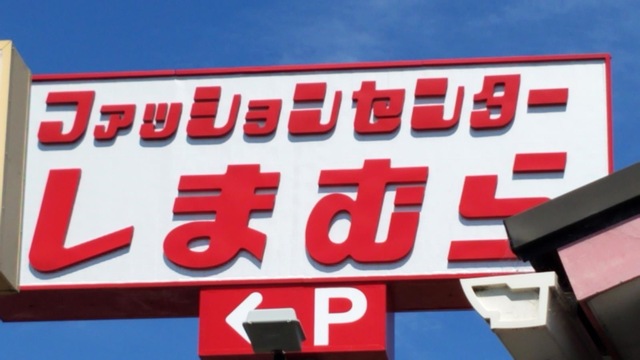 ファッションセンター
しまむら
← P